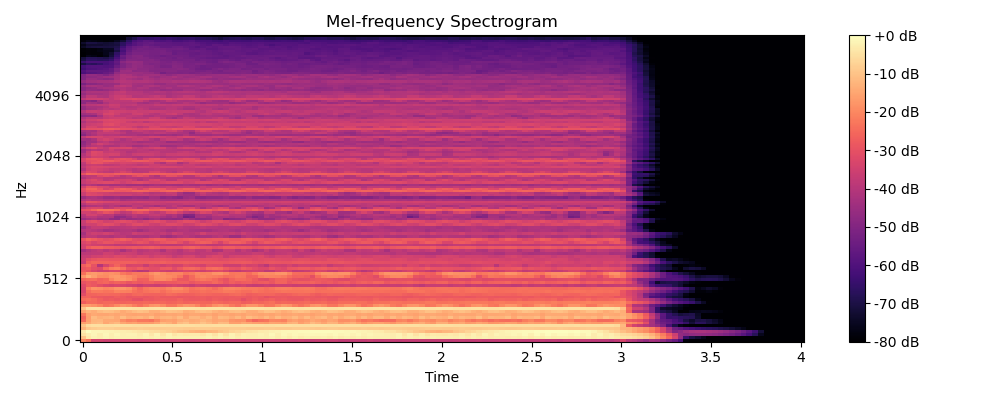 Mel-frequency Spectrogram
Hz
4096
2048
1024
512
0
0
0.5
1
1.5
2
2.5
3
3.5
4
Time
+0 dB
-10 dB
-20 dB
-30 dB
-40 dB
-50 dB
-60 dB
-70 dB
-80 dB